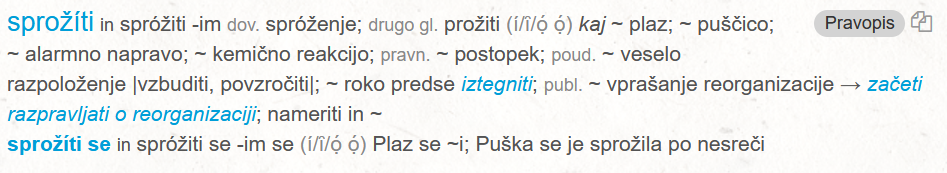 sprožíti in spróžiti -im dov. spróženje; drugo gl. prožiti (í/î/ọ́ ọ́) kaj ~ plaz; ~ puščico; Pravopis
~ alarmno napravo; ~ kemično reakcijo; pravn. ~ postopek; poud. ~ veselo
razpoloženje |vzbuditi, povzročiti|; ~ roko predse iztegniti; publ. ~ vprašanje reorganizacije → začeti
razpravljati o reorganizaciji; nameriti in ~
sprožíti se in spróžiti se -im se (í/î/ọ́ ọ́) Plaz se ~i; Puška se je sprožila po nesreči